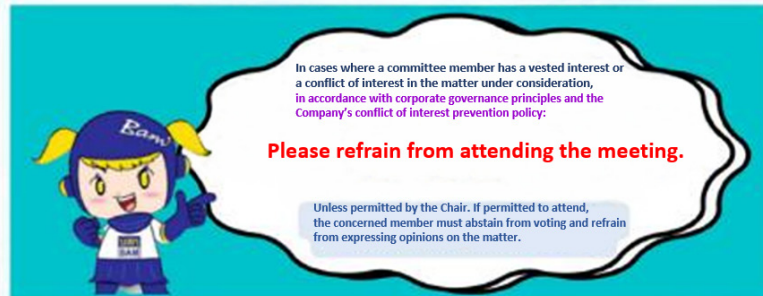 In cases where a committee member has a vested interest or
a conflict of interest in the matter under consideration,
in accordance with corporate governance principles and the
Company's conflict of interest prevention policy:
Please refrain from attending the meeting.
Unless permitted by the Chair. If permitted to attend,
the concerned member must abstain from voting and refrain
from expressing opinions on the matter.
Bam
BAM